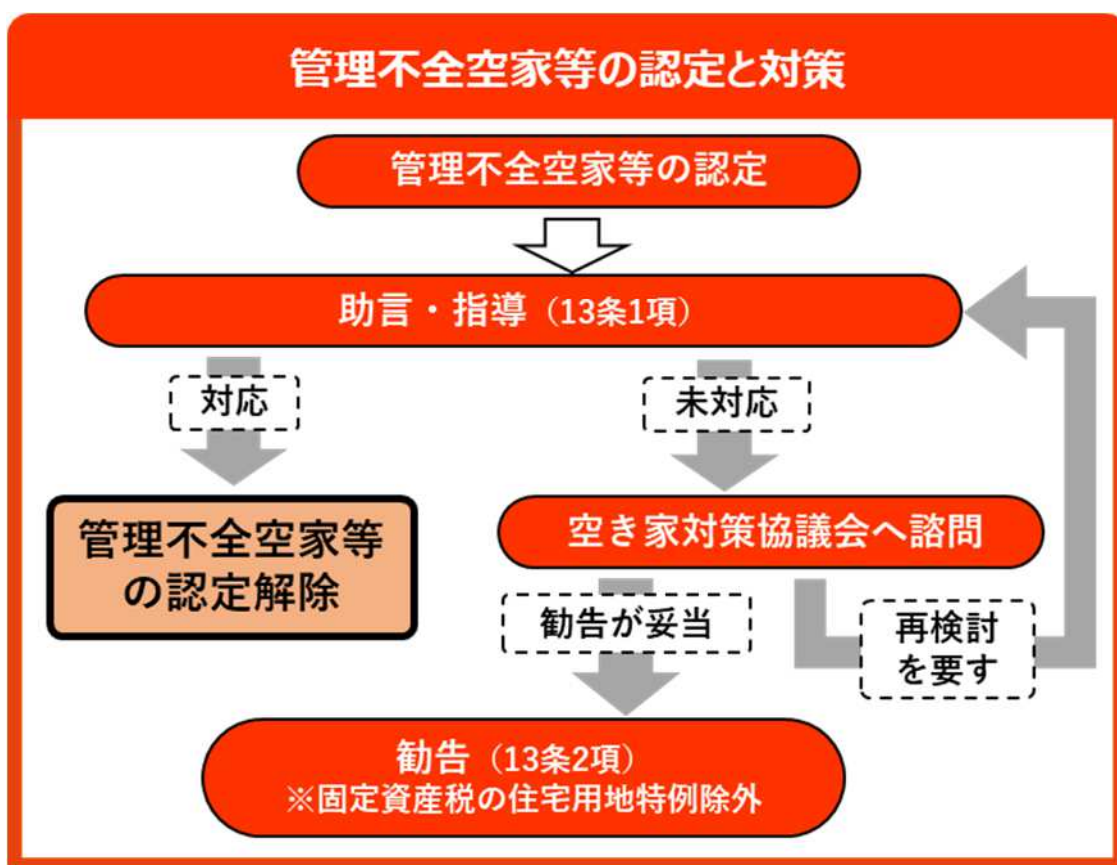 管理不全空家等の認定と対策
管理不全空家等の認定
助言・指導（13条1項）
対応
未対応
管理不全空家等
の認定解除
空き家対策協議会へ諮問
勧告が妥当
再検討
を要す
勧告（13条2項）
※固定資産税の住宅用地特例除外